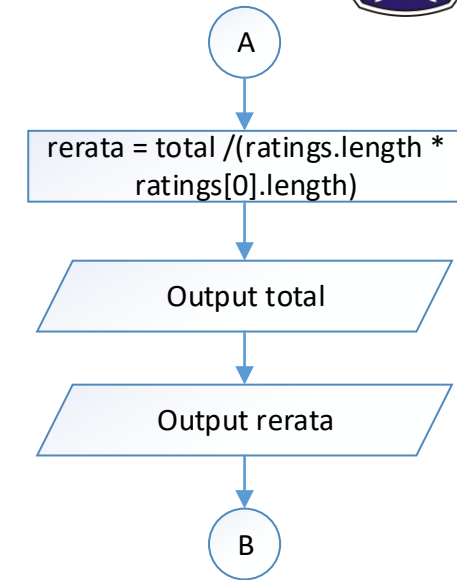 A
rerata = total /(ratings.length *
ratings[0].length)
Output total
Output rerata
B